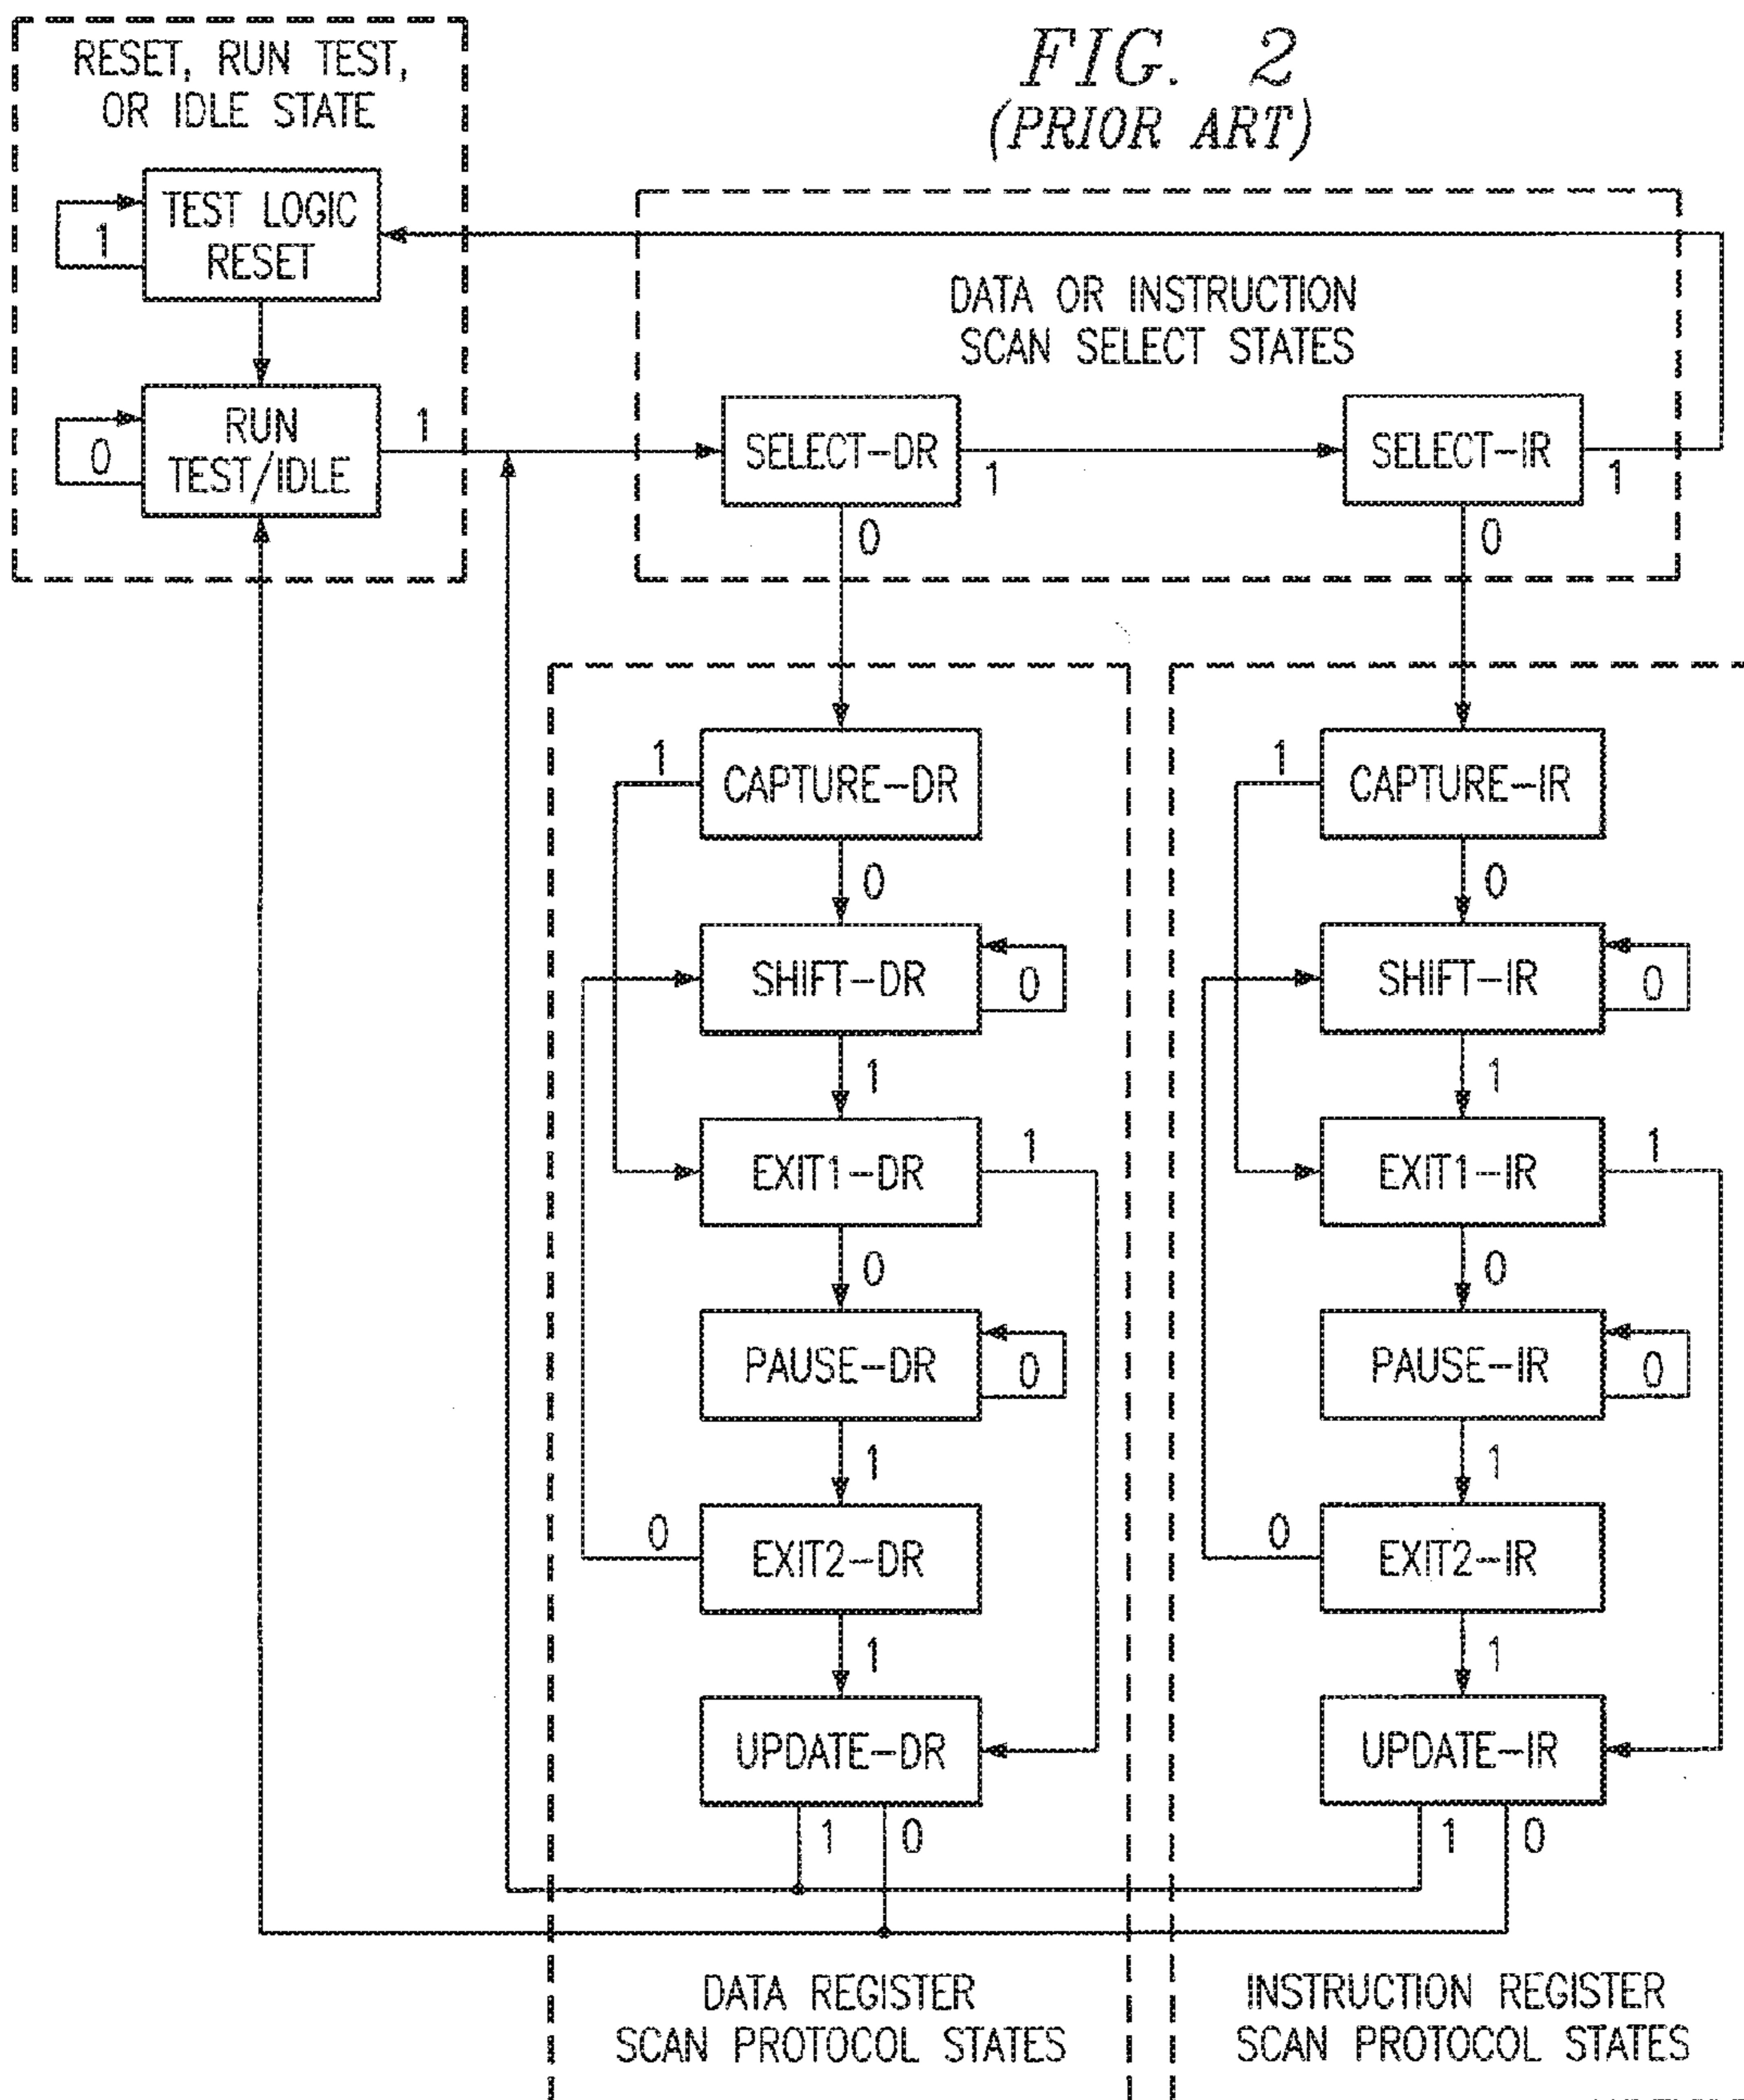 FIG. 2
(PRIOR ART)
RESET, RUN TEST,
OR IDLE STATE
TEST LOGIC
RESET
1
RUN
TEST/IDLE
0
1
DATA OR INSTRUCTION
SCAN SELECT STATES
SELECT-DR
1
0
SELECT-IR
1
0
CAPTURE-DR
1
0
SHIFT-DR
0
1
EXIT1-DR
1
0
PAUSE-DR
0
1
EXIT2-DR
0
1
UPDATE-DR
1
0
DATA REGISTER
SCAN PROTOCOL STATES
CAPTURE-IR
1
0
SHIFT-IR
0
1
EXIT1-IR
1
0
PAUSE-IR
0
1
EXIT2-IR
0
1
UPDATE-IR
1
0
INSTRUCTION REGISTER
SCAN PROTOCOL STATES